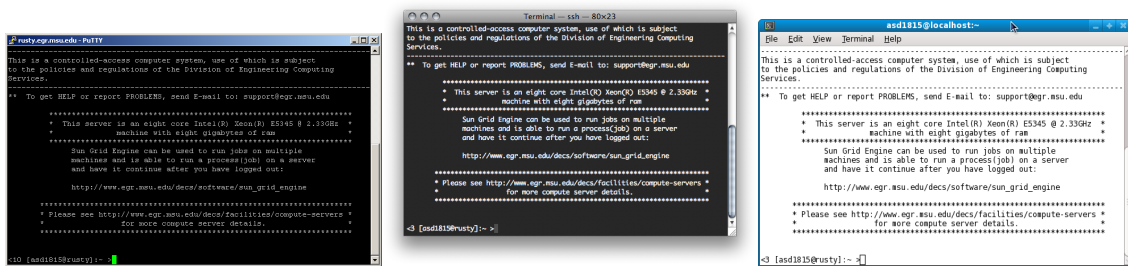 rusty.egr.msu.edu - PuTTY
This is a controlled-access computer system, use of which is subject
to the policies and regulations of the Division of Engineering Computing
Services.
--------------------------------------------------------------------------------
**  To get HELP or report PROBLEMS, send E-mail to: support@egr.msu.edu
***************************************************************
*  This server is an eight core Intel(R) Xeon(R) E5345 @ 2.33GHz  *
*              machine with eight gigabytes of ram               *
***************************************************************
Sun Grid Engine can be used to run jobs on multiple
machines and is able to run a process(job) on a server
and have it continue after you have logged out:
http://www.egr.msu.edu/decs/software/sun_grid_engine
***************************************************************
* Please see http://www.egr.msu.edu/decs/facilities/compute-servers *
*                 for more compute server details.                *
***************************************************************
<10 [asd1815@rusty]:~ >
Terminal — ssh — 80×23
This is a controlled-access computer system, use of which is subject
to the policies and regulations of the Division of Engineering Computing
Services.
--------------------------------------------------------------------------------
**  To get HELP or report PROBLEMS, send E-mail to: support@egr.msu.edu
***************************************************************
*  This server is an eight core Intel(R) Xeon(R) E5345 @ 2.33GHz  *
*              machine with eight gigabytes of ram               *
***************************************************************
Sun Grid Engine can be used to run jobs on multiple
machines and is able to run a process(job) on a server
and have it continue after you have logged out:
http://www.egr.msu.edu/decs/software/sun_grid_engine
***************************************************************
* Please see http://www.egr.msu.edu/decs/facilities/compute-servers *
*                 for more compute server details.                *
***************************************************************
<3 [asd1815@rusty]:~ >
asd1815@localhost:~
File Edit View Terminal Help
--------------------------------------------------------------------------------
This is a controlled-access computer system, use of which is subject
to the policies and regulations of the Division of Engineering Computing
Services.
--------------------------------------------------------------------------------
**  To get HELP or report PROBLEMS, send E-mail to: support@egr.msu.edu
***************************************************************
*  This server is an eight core Intel(R) Xeon(R) E5345 @ 2.33GHz  *
*              machine with eight gigabytes of ram               *
***************************************************************
Sun Grid Engine can be used to run jobs on multiple
machines and is able to run a process(job) on a server
and have it continue after you have logged out:
http://www.egr.msu.edu/decs/software/sun_grid_engine
***************************************************************
* Please see http://www.egr.msu.edu/decs/facilities/compute-servers *
*                 for more compute server details.                *
***************************************************************
<3 [asd1815@rusty]:~ >